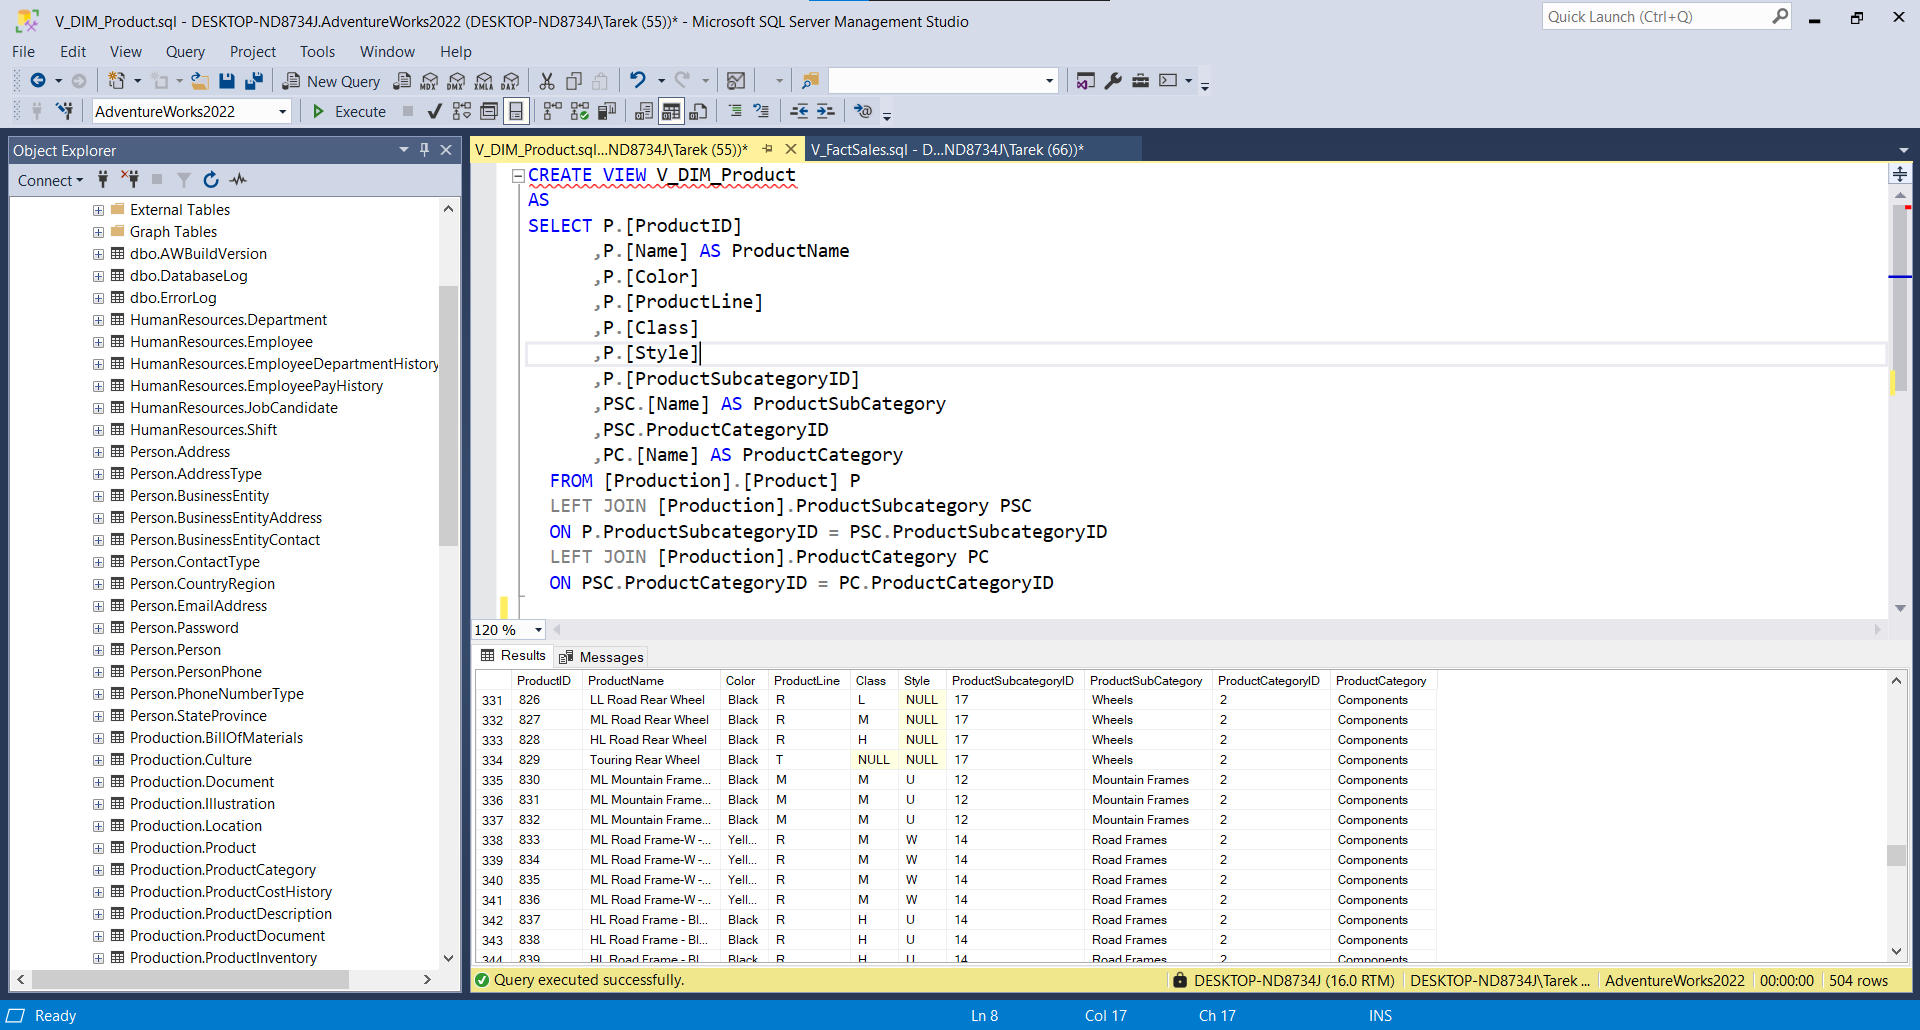 V_DIM_Product.sql - DESKTOP-ND8734J.AdventureWorks2022 (DESKTOP-ND8734J\Tarek (55))* - Microsoft SQL Server Management Studio
Quick Launch (Ctrl+Q)
File Edit View Query Project Tools Window Help
New Query MDX DMX XMLA DAX
AdventureWorks2022 Execute
Object Explorer
Connect
External Tables
Graph Tables
dbo.AWBuildVersion
dbo.DatabaseLog
dbo.ErrorLog
HumanResources.Department
HumanResources.Employee
HumanResources.EmployeeDepartmentHistory
HumanResources.EmployeePayHistory
HumanResources.JobCandidate
HumanResources.Shift
Person.Address
Person.AddressType
Person.BusinessEntity
Person.BusinessEntityAddress
Person.BusinessEntityContact
Person.ContactType
Person.CountryRegion
Person.EmailAddress
Person.Password
Person.Person
Person.PersonPhone
Person.PhoneNumberType
Person.StateProvince
Production.BillOfMaterials
Production.Culture
Production.Document
Production.Illustration
Production.Location
Production.Product
Production.ProductCategory
Production.ProductCostHistory
Production.ProductDescription
Production.ProductDocument
Production.ProductInventory
V_DIM_Product.sql...ND8734J\Tarek (55))* V_FactSales.sql - D...ND8734J\Tarek (66))*
CREATE VIEW V_DIM_Product
AS
SELECT P.[ProductID]
,P.[Name] AS ProductName
,P.[Color]
,P.[ProductLine]
,P.[Class]
,P.[Style]
,P.[ProductSubcategoryID]
,PSC.[Name] AS ProductSubCategory
,PSC.ProductCategoryID
,PC.[Name] AS ProductCategory
FROM [Production].[Product] P
LEFT JOIN [Production].ProductSubcategory PSC
ON P.ProductSubcategoryID = PSC.ProductSubcategoryID
LEFT JOIN [Production].ProductCategory PC
ON PSC.ProductCategoryID = PC.ProductCategoryID
120 %
Results Messages
ProductID ProductName Color ProductLine Class Style ProductSubcategoryID ProductSubCategory ProductCategoryID ProductCategory
331 826 LL Road Rear Wheel Black R L NULL 17 Wheels 2 Components
332 827 ML Road Rear Wheel Black R M NULL 17 Wheels 2 Components
333 828 HL Road Rear Wheel Black R H NULL 17 Wheels 2 Components
334 829 Touring Rear Wheel Black T NULL NULL 17 Wheels 2 Components
335 830 ML Mountain Frame... Black M M U 12 Mountain Frames 2 Components
336 831 ML Mountain Frame... Black M M U 12 Mountain Frames 2 Components
337 832 ML Mountain Frame... Black M M U 12 Mountain Frames 2 Components
338 833 ML Road Frame-W -... Yell... R M W 14 Road Frames 2 Components
339 834 ML Road Frame-W -... Yell... R M W 14 Road Frames 2 Components
340 835 ML Road Frame-W -... Yell... R M W 14 Road Frames 2 Components
341 836 ML Road Frame-W -... Yell... R M W 14 Road Frames 2 Components
342 837 HL Road Frame - Bl... Black R H U 14 Road Frames 2 Components
343 838 HL Road Frame - Bl... Black R H U 14 Road Frames 2 Components
344 839 HL Road Frame - Bl... Black R H U 14 Road Frames 2 Components
Query executed successfully. DESKTOP-ND8734J (16.0 RTM) DESKTOP-ND8734J\Tarek ... AdventureWorks2022 00:00:00 504 rows
Ready Ln 8 Col 17 Ch 17 INS